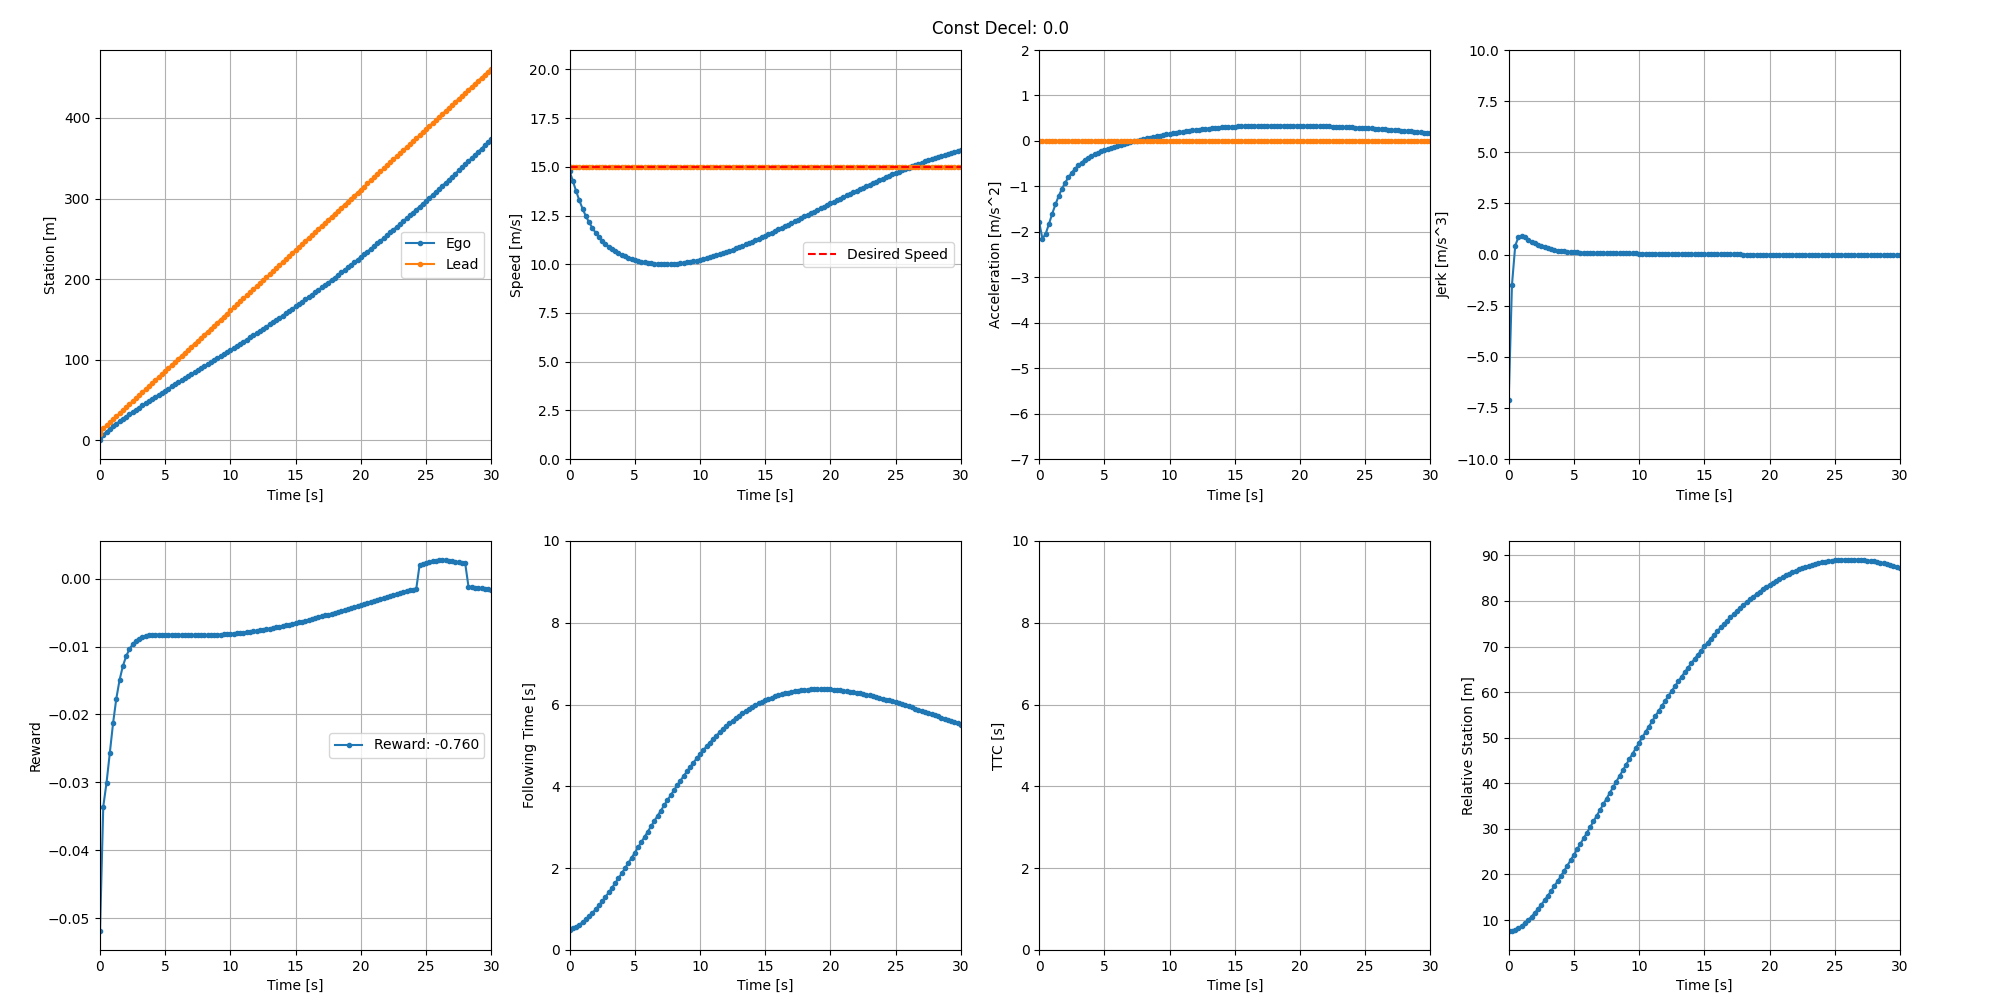 Const Decel: 0.0
Station [m]
400
300
200
100
0
Ego
Lead
0 5 10 15 20 25 30
Time [s]
Speed [m/s]
20.0
17.5
15.0
12.5
10.0
7.5
5.0
2.5
0.0
Desired Speed
0 5 10 15 20 25 30
Time [s]
Acceleration [m/s^2]
2
1
0
−1
−2
−3
−4
−5
−6
−7
0 5 10 15 20 25 30
Time [s]
Jerk [m/s^3]
10.0
7.5
5.0
2.5
0.0
−2.5
−5.0
−7.5
−10.0
0 5 10 15 20 25 30
Time [s]
Reward
0.00
−0.01
−0.02
−0.03
−0.04
−0.05
Reward: -0.760
0 5 10 15 20 25 30
Time [s]
Following Time [s]
10
8
6
4
2
0
0 5 10 15 20 25 30
Time [s]
TTC [s]
10
8
6
4
2
0
0 5 10 15 20 25 30
Time [s]
Relative Station [m]
90
80
70
60
50
40
30
20
10
0 5 10 15 20 25 30
Time [s]